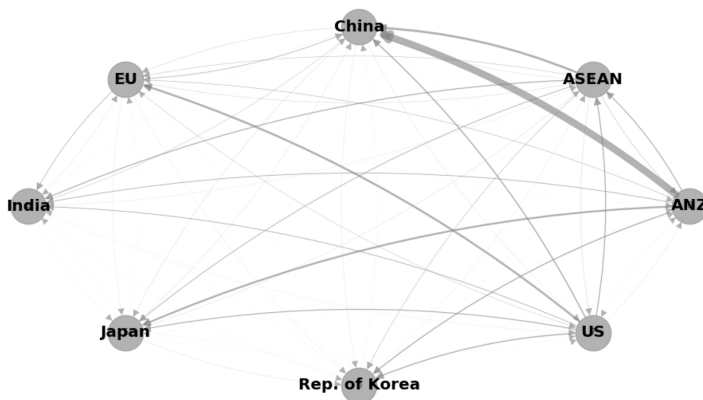 China
EU
ASEAN
India
ANZ
Japan
US
Rep. of Korea